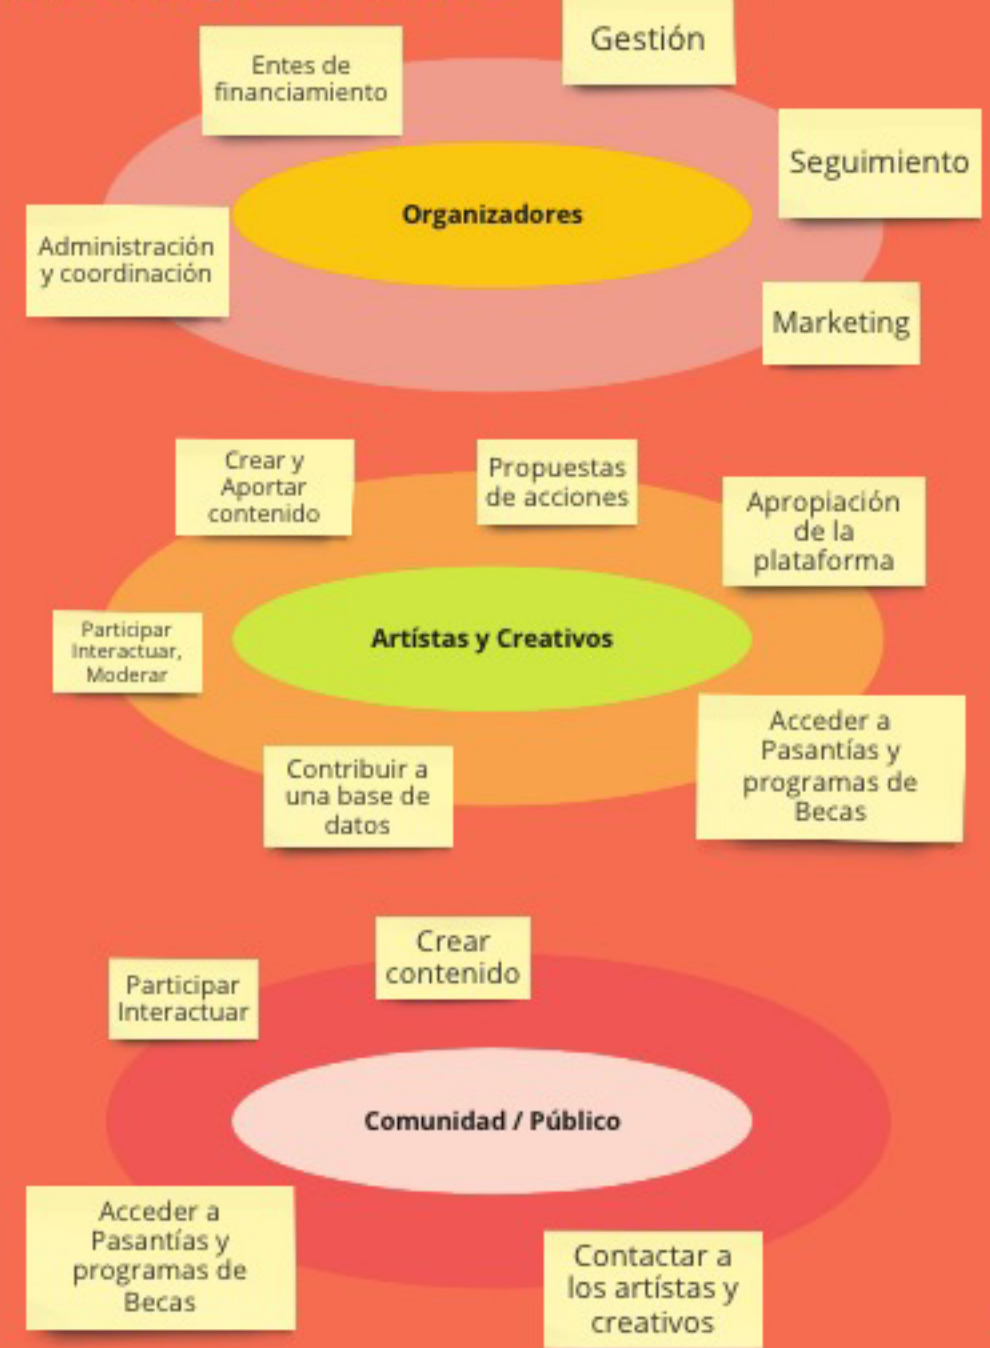 Gestión
Entes de
financiamiento
Seguimiento
Organizadores
Administración
y coordinación
Marketing
Crear y
Aportar
contenido
Propuestas
de acciones
Apropiación
de la
plataforma
Participar
Interactuar,
Moderar
Artístas y Creativos
Acceder a
Pasantías y
programas de
Becas
Contribuir a
una base de
datos
Crear
contenido
Participar
Interactuar
Comunidad / Público
Acceder a
Pasantías y
programas de
Becas
Contactar a
los artístas y
creativos